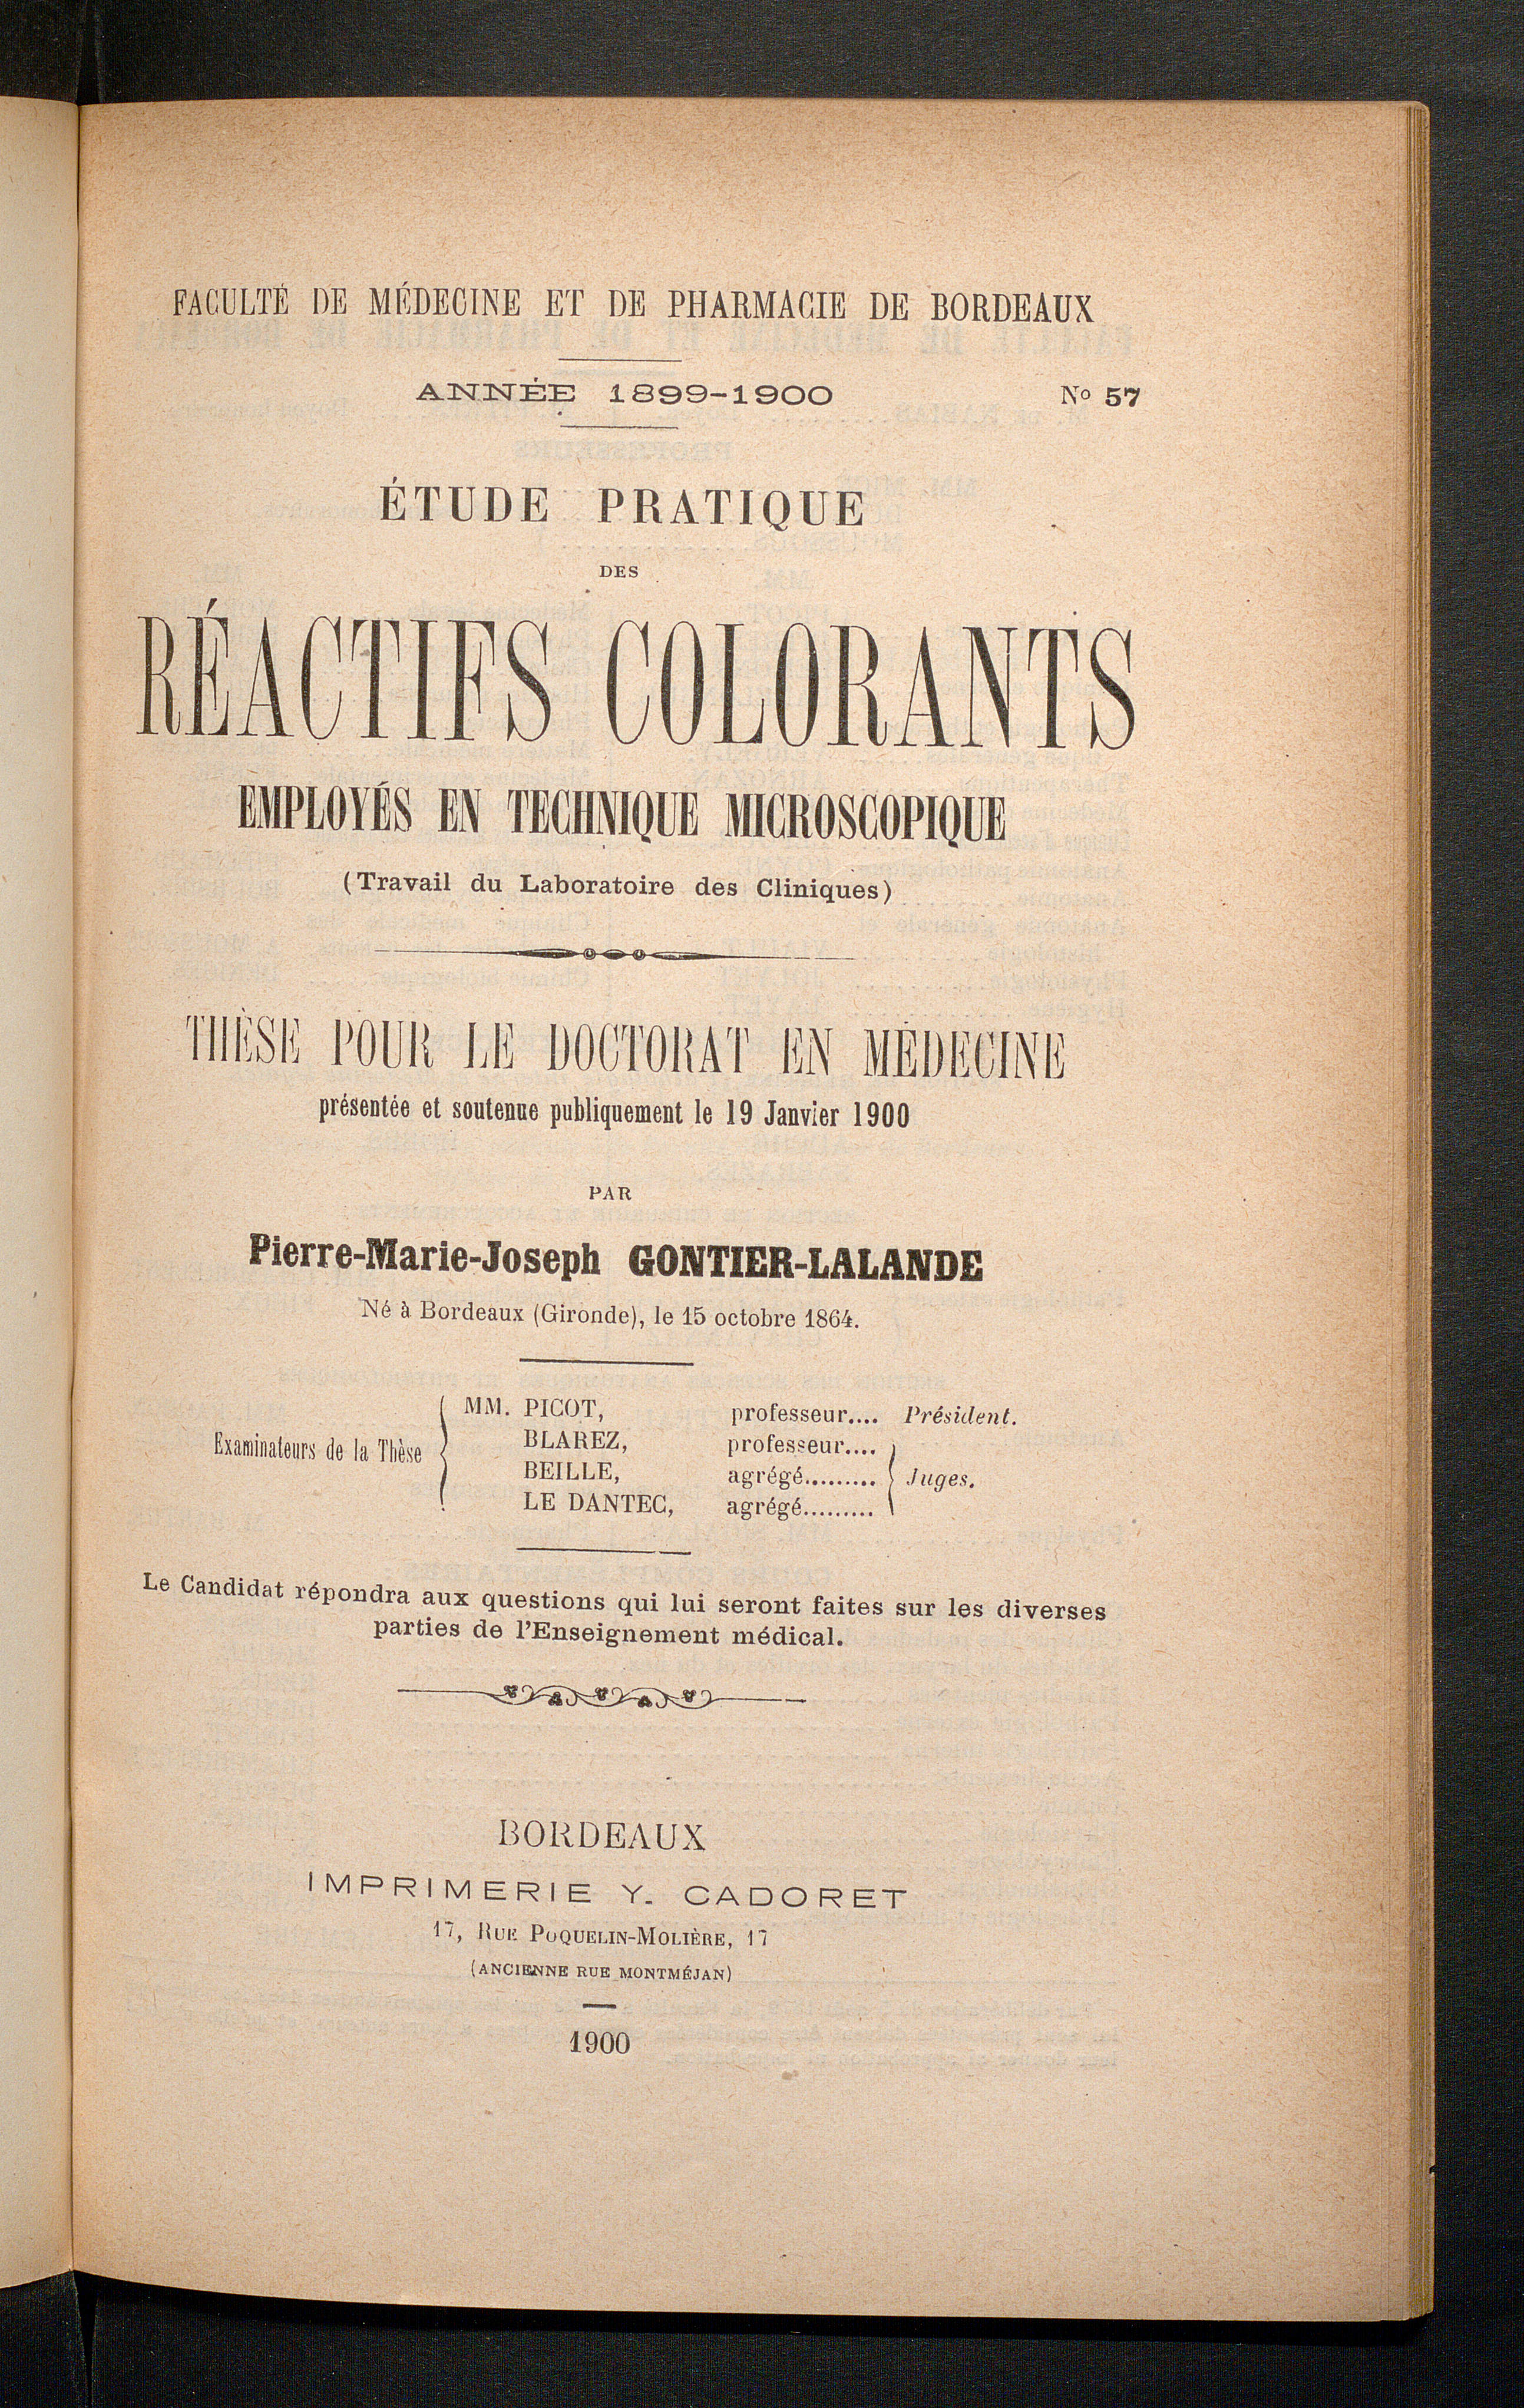 FACULTÉ DE MÉDECINE ET DE PHARMACIE DE BORDEAUX
ANNÉE 1899-1900 No 57
ÉTUDE PRATIQUE
DES
RÉACTIFS COLORANTS
EMPLOYÉS EN TECHNIQUE MICROSCOPIQUE
(Travail du Laboratoire des Cliniques)
THÈSE POUR LE DOCTORAT EN MÉDECINE
présentée et soutenue publiquement le 19 Janvier 1900
PAR
Pierre-Marie-Joseph GONTIER-LALANDE
Né à Bordeaux (Gironde), le 15 octobre 1864.
Examinateurs de la Thèse
MM. PICOT, professeur.... Président.
BLAREZ, professeur....
BEILLE, agrégé......... Juges.
LE DANTEC, agrégé.........
Le Candidat répondra aux questions qui lui seront faites sur les diverses
parties de l'Enseignement médical.
BORDEAUX
IMPRIMERIE Y. CADORET
17, RUE POQUELIN-MOLIÈRE, 17
(ANCIENNE RUE MONTMÉJAN)
1900